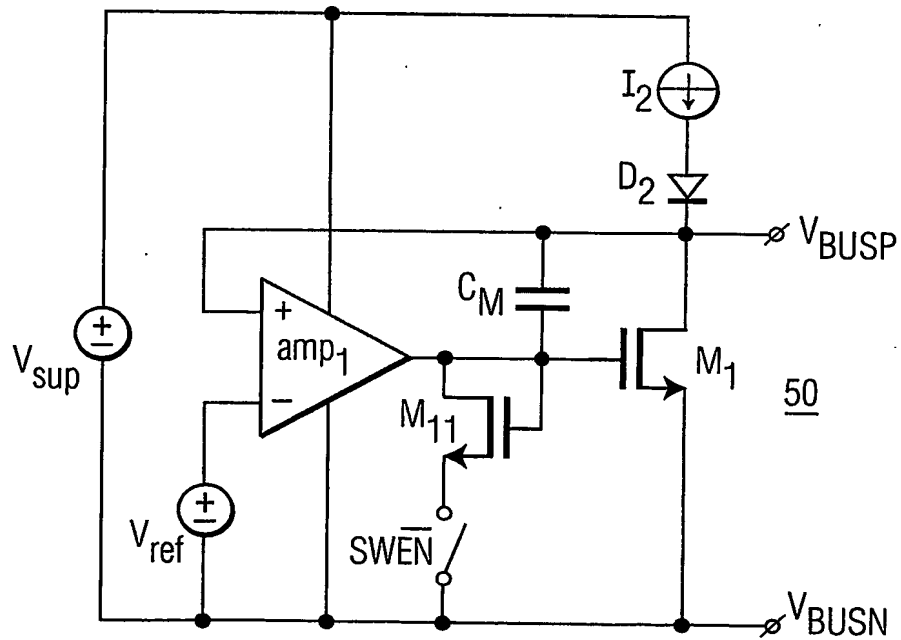 I2
D2
VBUSP
CM
+
amp1
−
+
−
Vsup
M1
50
M11
+
−
Vref
SWEN̅
VBUSN